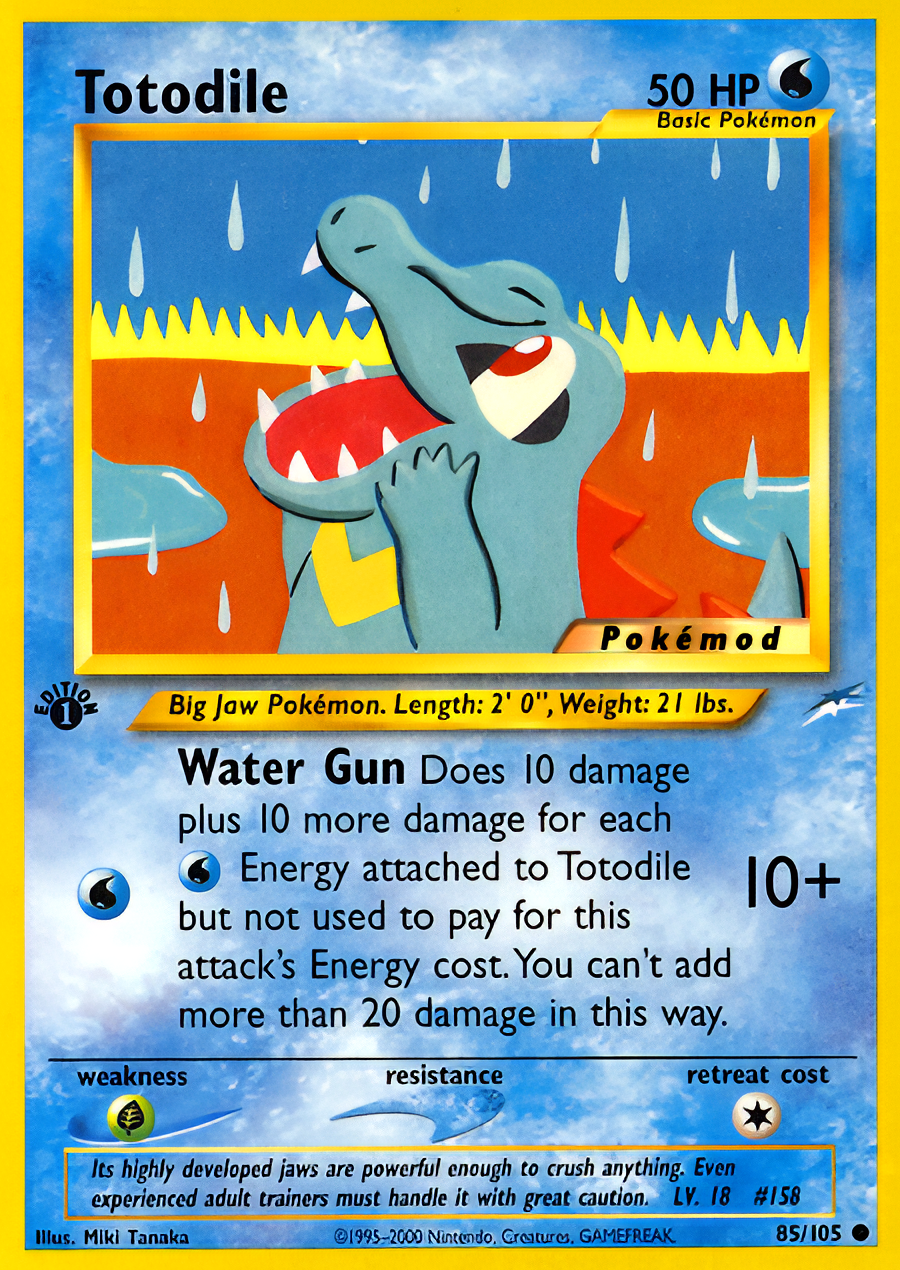 Totodile
50 HP
Basic Pokémon
Pokémod
EDITION
1
Big Jaw Pokémon. Length: 2' 0", Weight: 21 lbs.
Water Gun Does 10 damage
plus 10 more damage for each
Energy attached to Totodile
but not used to pay for this
attack's Energy cost. You can't add
more than 20 damage in this way.
10+
weakness
resistance
retreat cost
Its highly developed jaws are powerful enough to crush anything. Even
experienced adult trainers must handle it with great caution. LV. 18 #158
Illus. Miki Tanaka
©1995-2000 Nintendo, Creatures, GAMEFREAK.
85/105